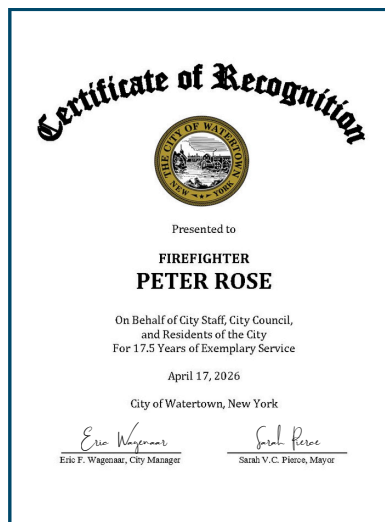 Certificate of Recognition
THE CITY OF WATERTOWN
NEW YORK
Presented to
FIREFIGHTER
PETER ROSE
On Behalf of City Staff, City Council,
and Residents of the City
For 17.5 Years of Exemplary Service
April 17, 2026
City of Watertown, New York
Eric Wagenaar
Sarah Pierce
Eric F. Wagenaar, City Manager
Sarah V.C. Pierce, Mayor